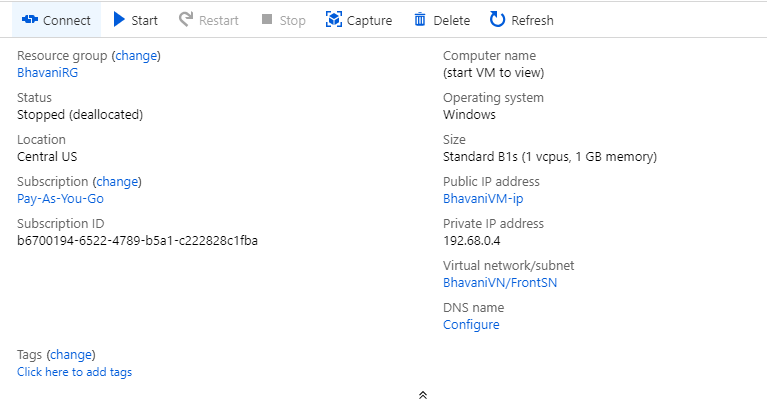 Connect Start Restart Stop Capture Delete Refresh
Resource group (change)
BhavaniRG
Status
Stopped (deallocated)
Location
Central US
Subscription (change)
Pay-As-You-Go
Subscription ID
b6700194-6522-4789-b5a1-c222828c1fba
Computer name
(start VM to view)
Operating system
Windows
Size
Standard B1s (1 vcpus, 1 GB memory)
Public IP address
BhavaniVM-ip
Private IP address
192.68.0.4
Virtual network/subnet
BhavaniVN/FrontSN
DNS name
Configure
Tags (change)
Click here to add tags